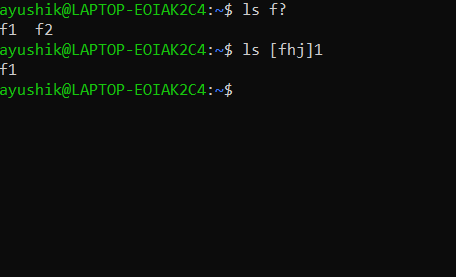 ayushik@LAPTOP-EOIAK2C4:~$ ls f?
f1  f2
ayushik@LAPTOP-EOIAK2C4:~$ ls [fhj]1
f1
ayushik@LAPTOP-EOIAK2C4:~$